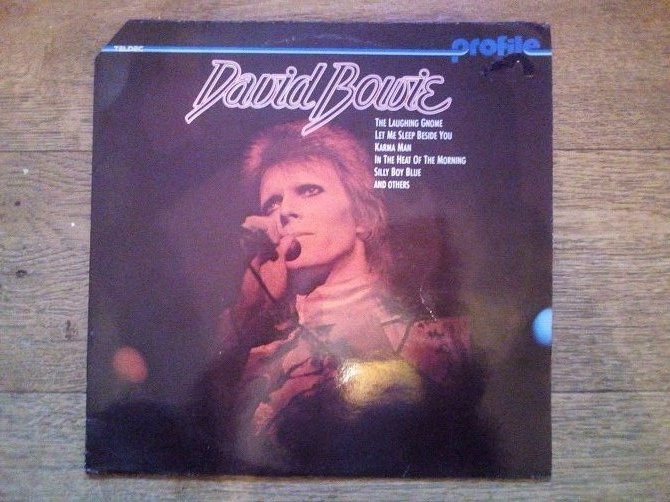 TELDEC
profile
David Bowie
THE LAUGHING GNOME
LET ME SLEEP BESIDE YOU
KARMA MAN
IN THE HEAT OF THE MORNING
SILLY BOY BLUE
AND OTHERS